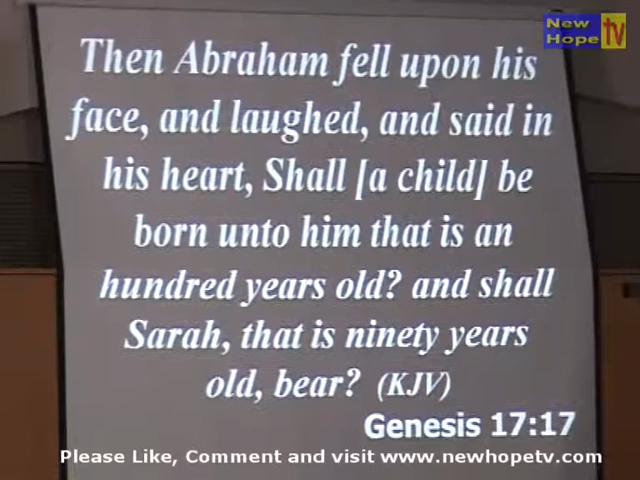 New
Hope tv
Then Abraham fell upon his
face, and laughed, and said in
his heart, Shall [a child] be
born unto him that is an
hundred years old? and shall
Sarah, that is ninety years
old, bear? (KJV)
Genesis 17:17
Please Like, Comment and visit www.newhopetv.com